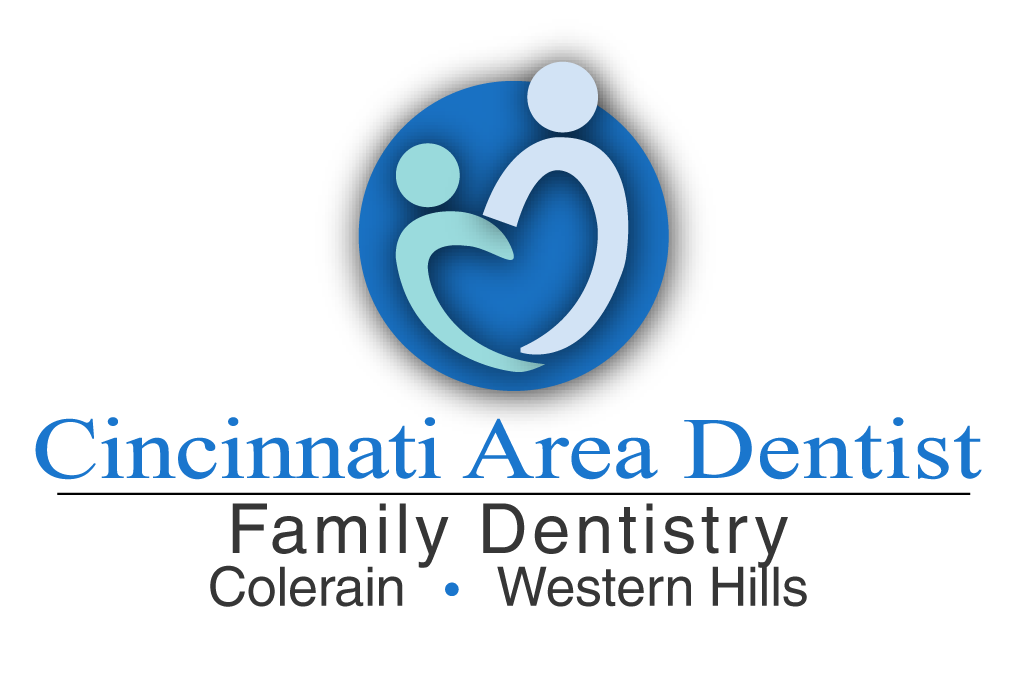 Cincinnati Area Dentist
Family Dentistry
Colerain • Western Hills